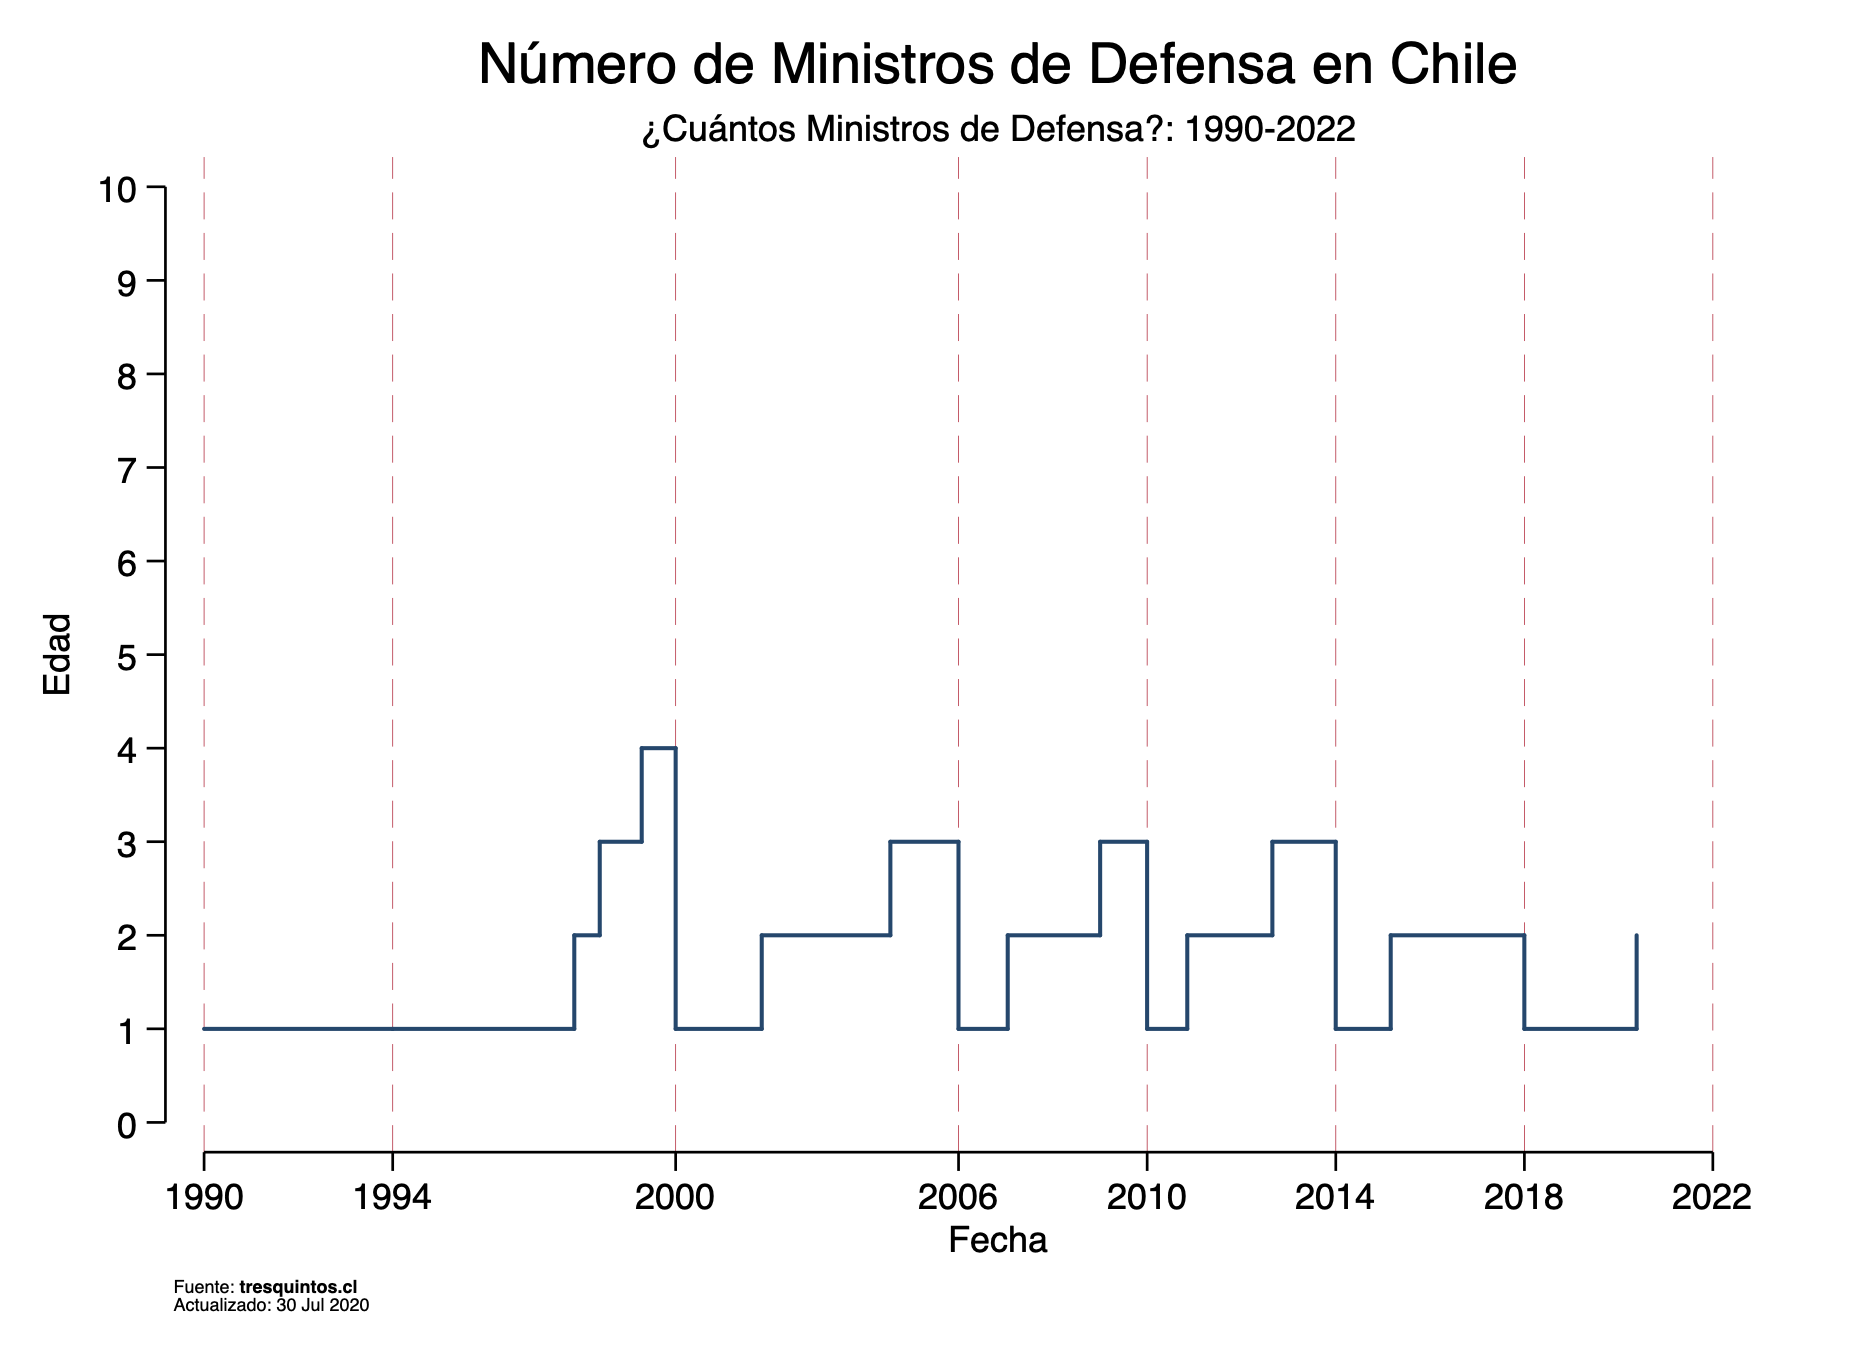 Número de Ministros de Defensa en Chile
¿Cuántos Ministros de Defensa?: 1990-2022
10
9
8
7
6
5
4
3
2
1
0
Edad
1990 1994 2000 2006 2010 2014 2018 2022
Fecha
Fuente: tresquintos.cl
Actualizado: 30 Jul 2020